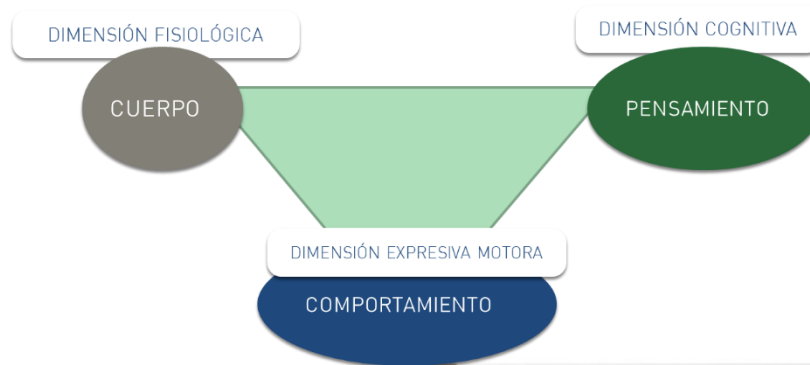 DIMENSIÓN FISIOLÓGICA
CUERPO
DIMENSIÓN COGNITIVA
PENSAMIENTO
DIMENSIÓN EXPRESIVA MOTORA
COMPORTAMIENTO